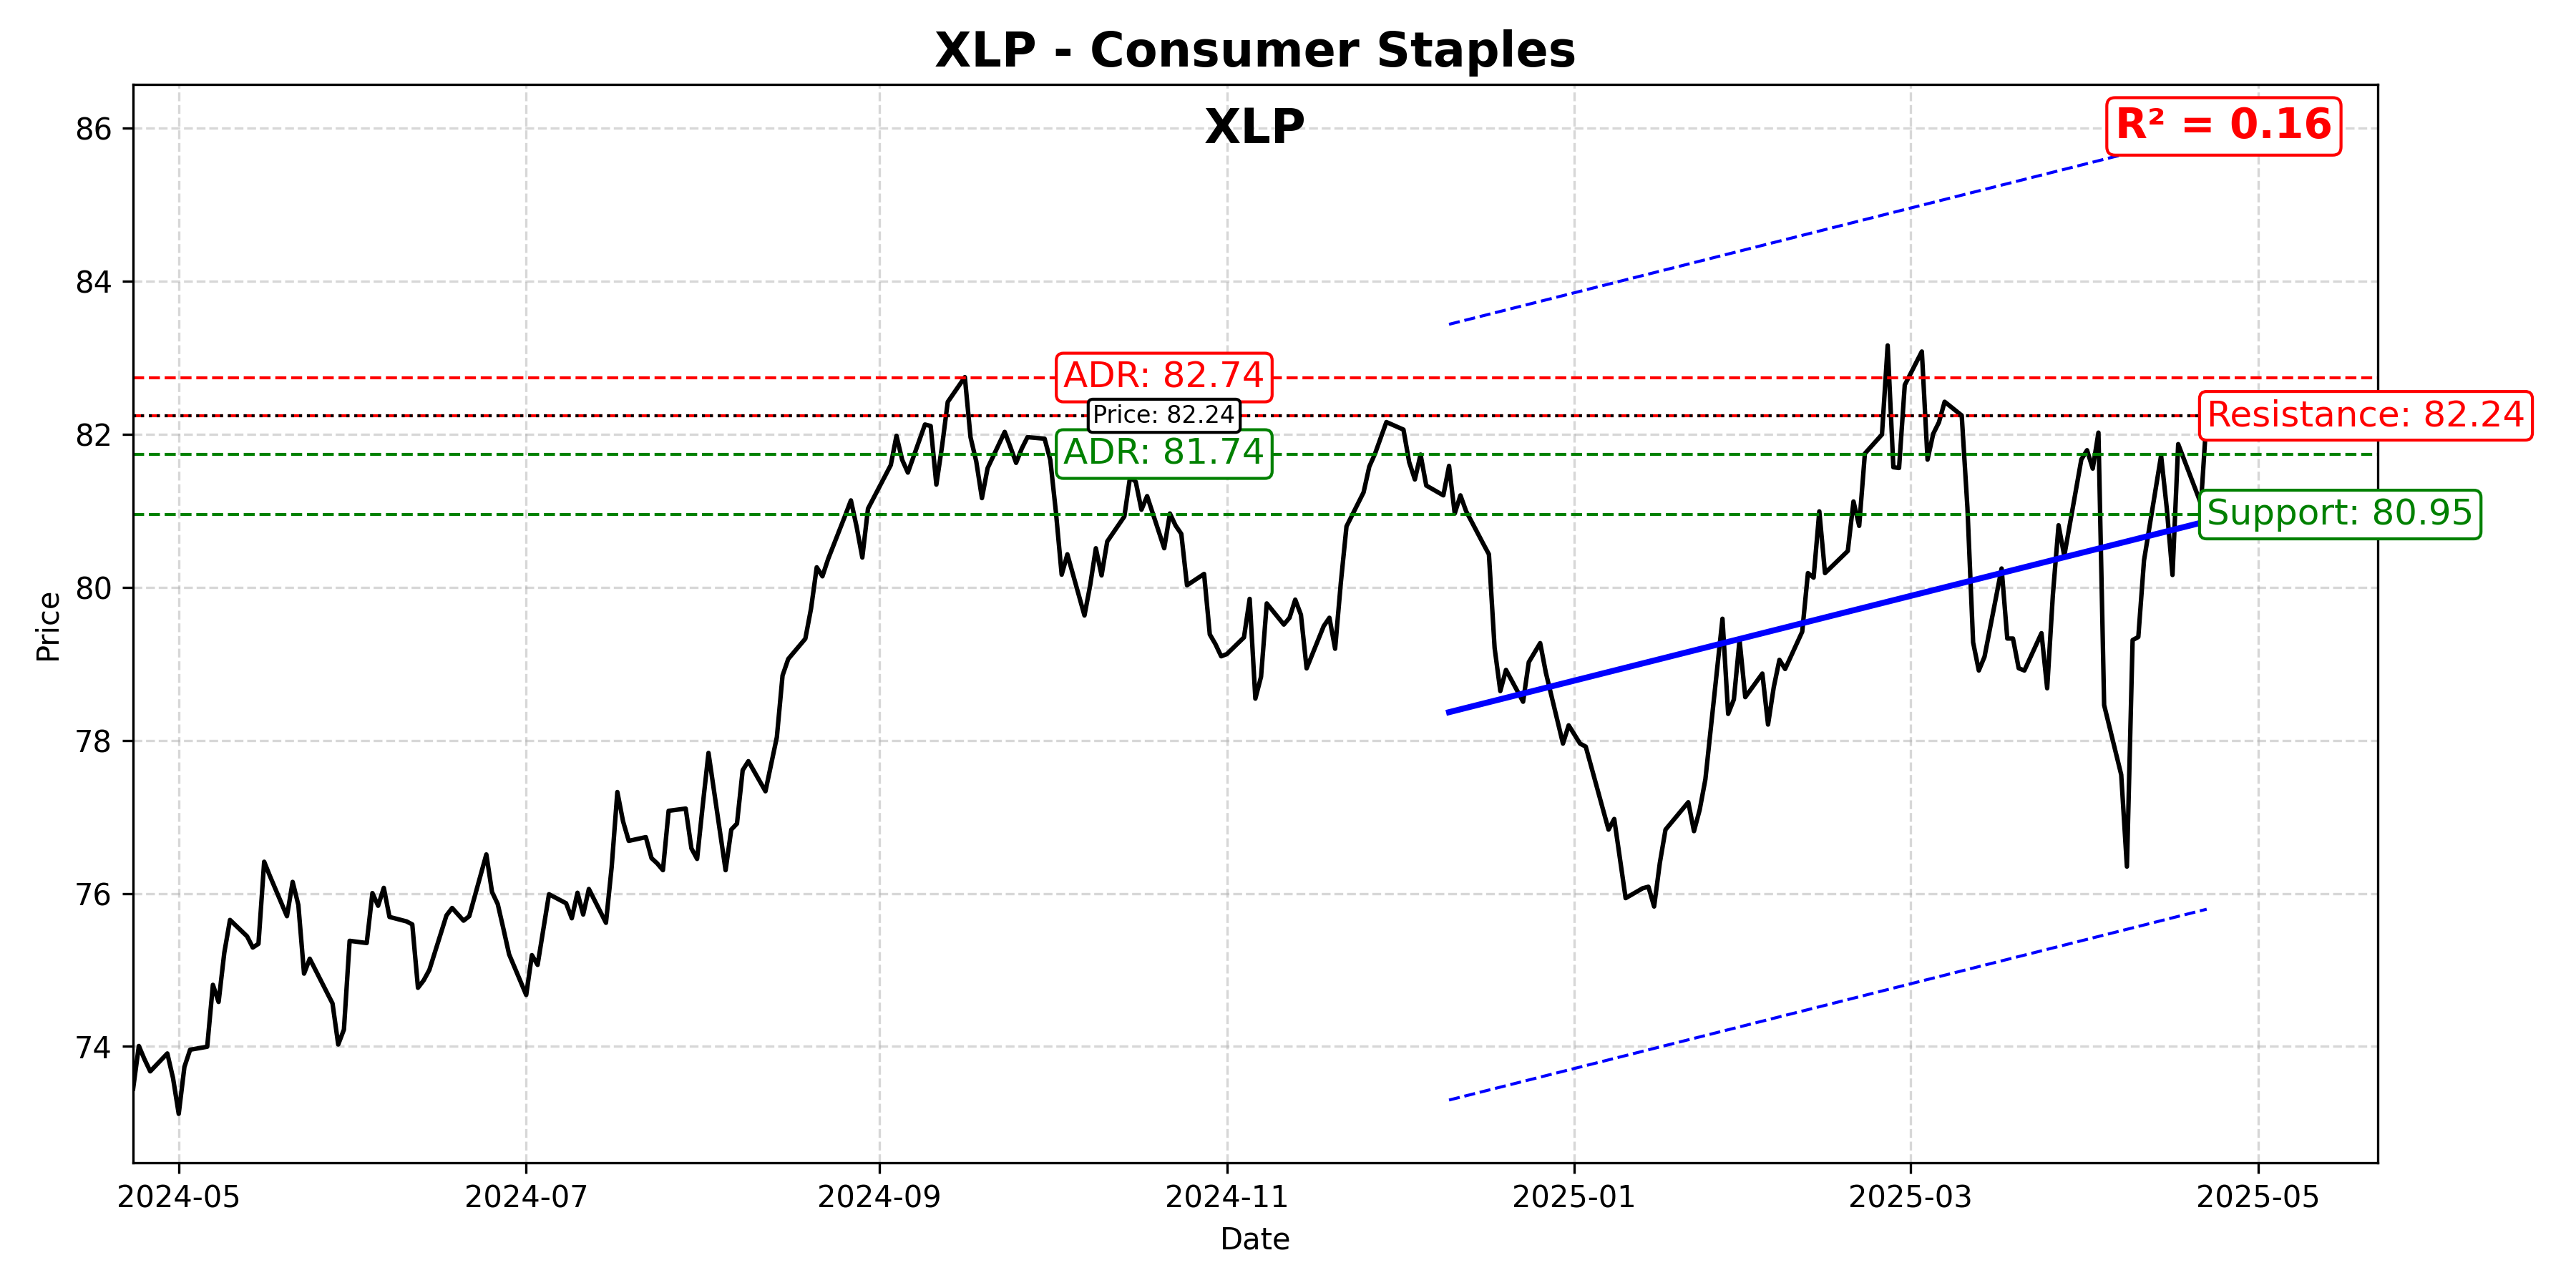 XLP - Consumer Staples
XLP
R² = 0.16
86
84
82
80
78
76
74
Price
ADR: 82.74
Price: 82.24
ADR: 81.74
Resistance: 82.24
Support: 80.95
2024-05
2024-07
2024-09
2024-11
2025-01
2025-03
2025-05
Date